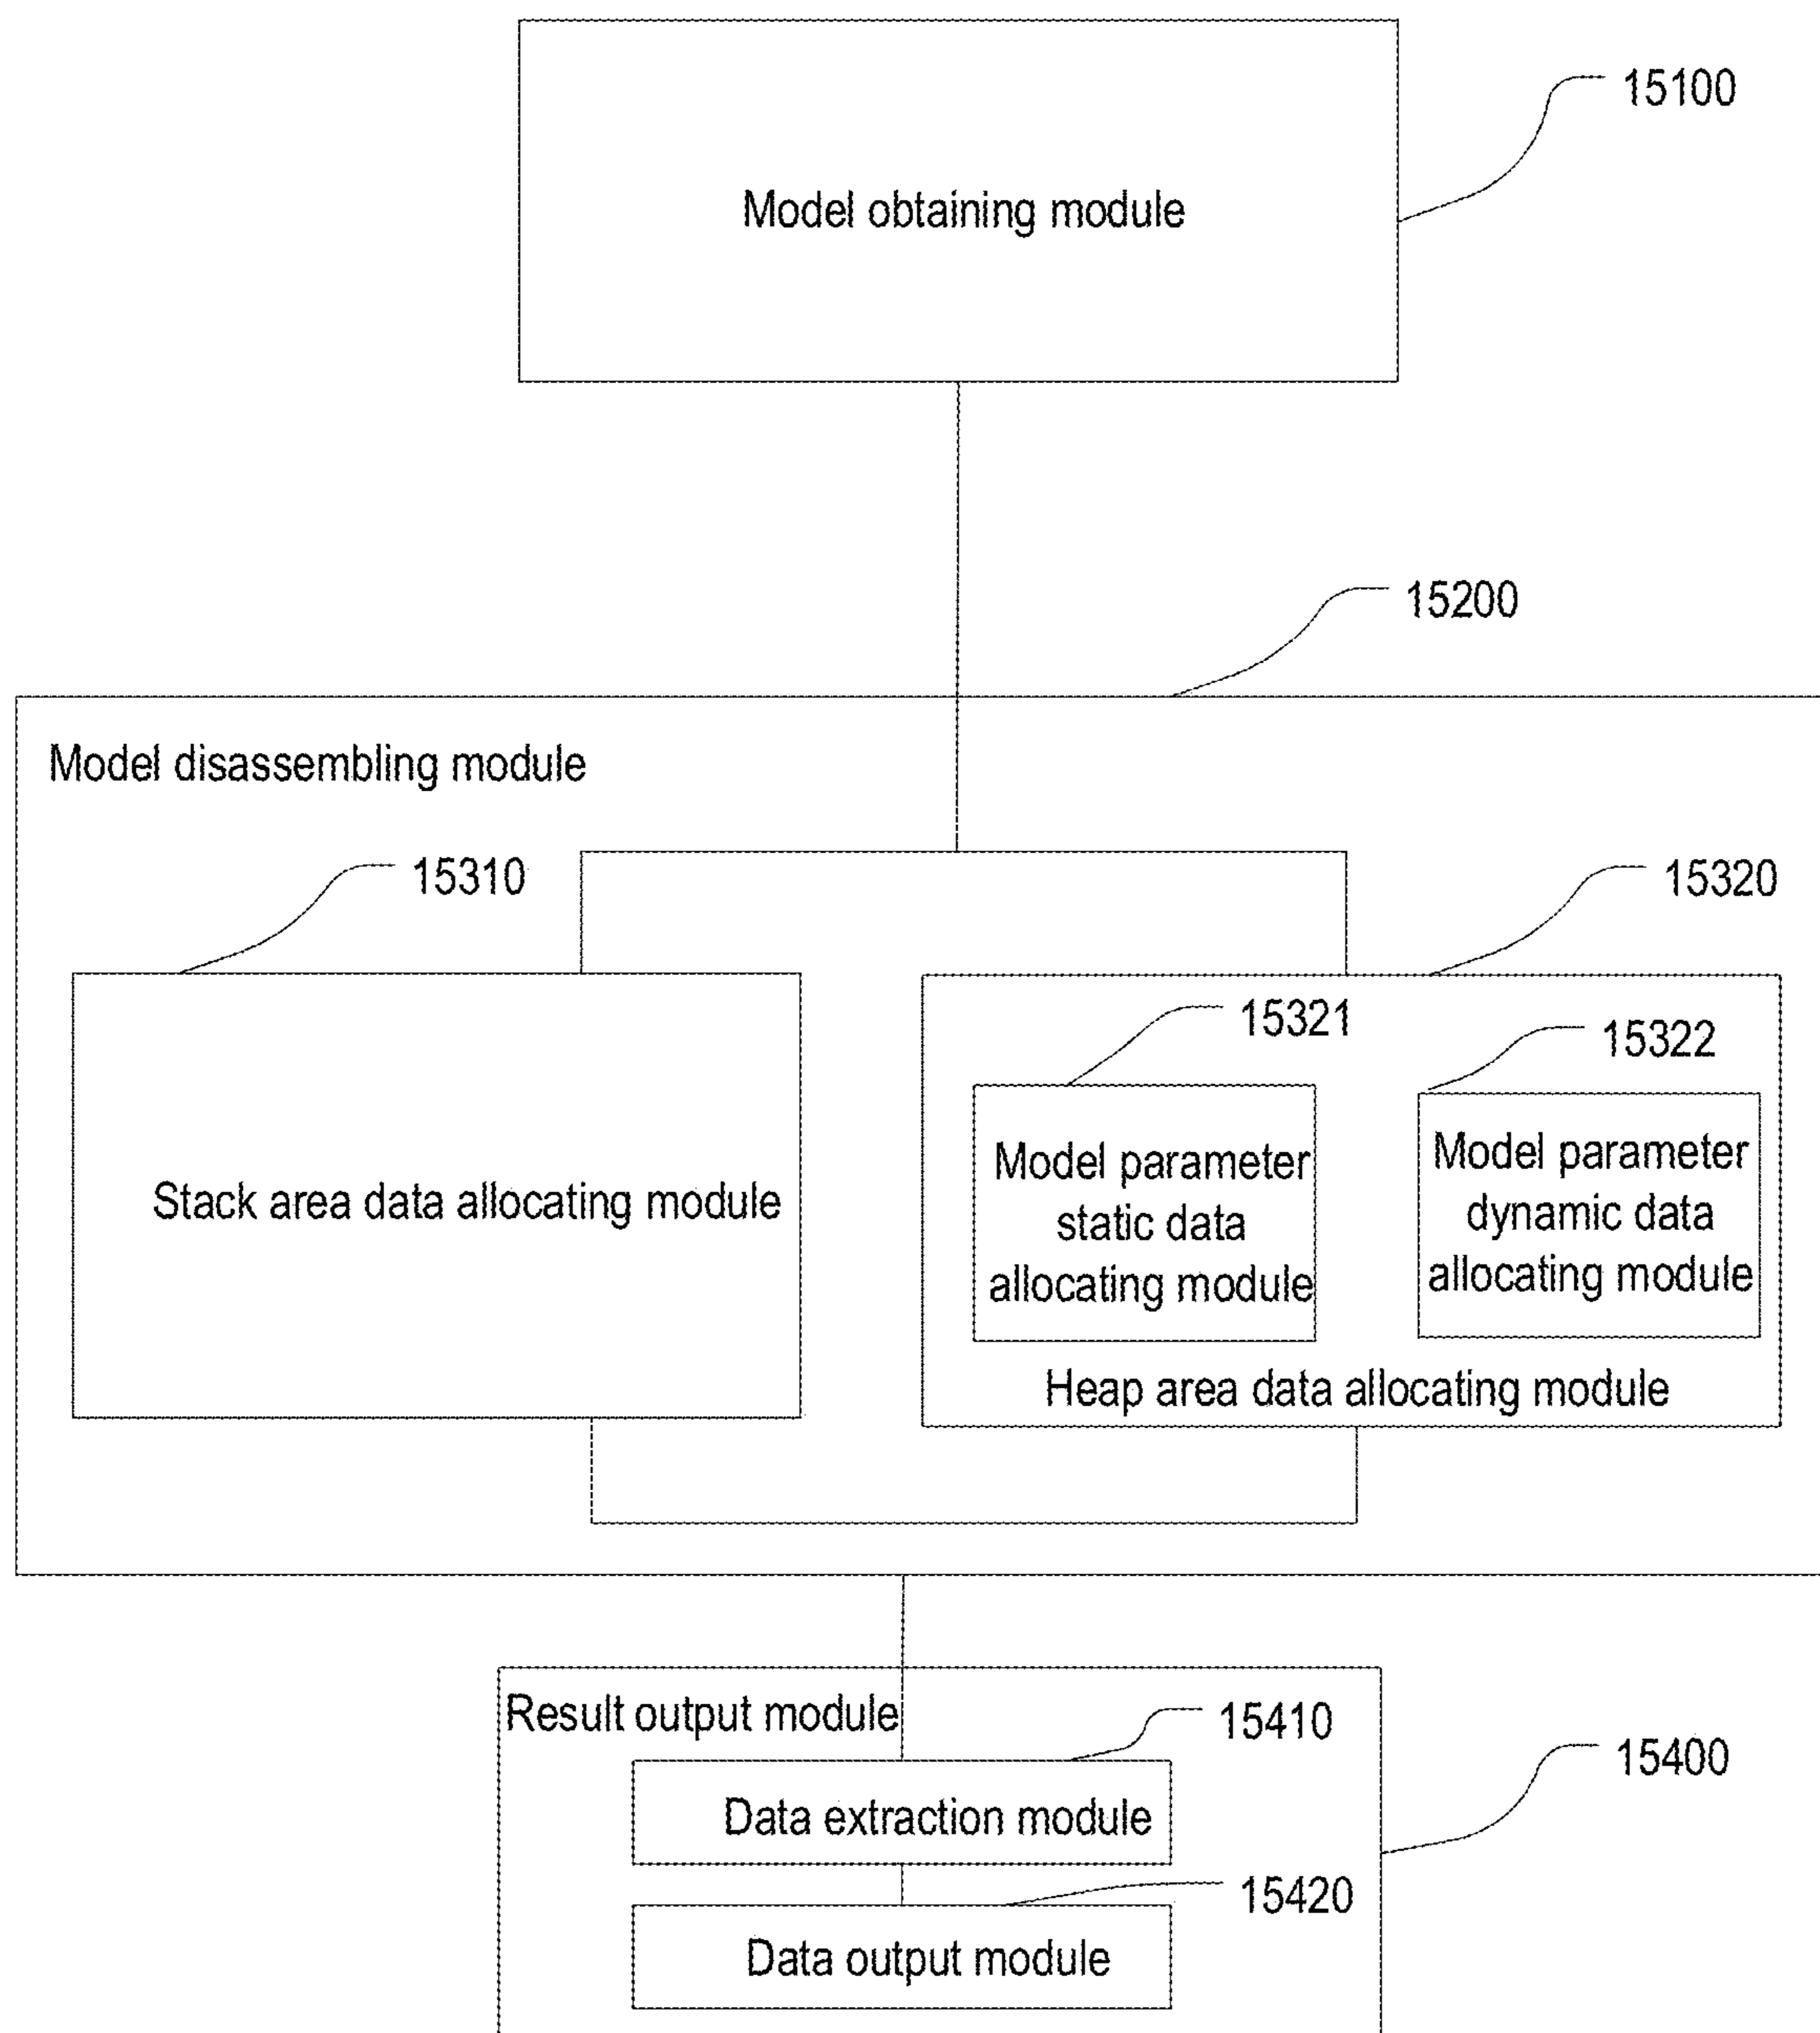 15100
Model obtaining module
15200
Model disassembling module
15310
15320
15321
15322
Stack area data allocating module
Model parameter
static data
allocating module
Model parameter
dynamic data
allocating module
Heap area data allocating module
Result output module
15410
15400
Data extraction module
15420
Data output module